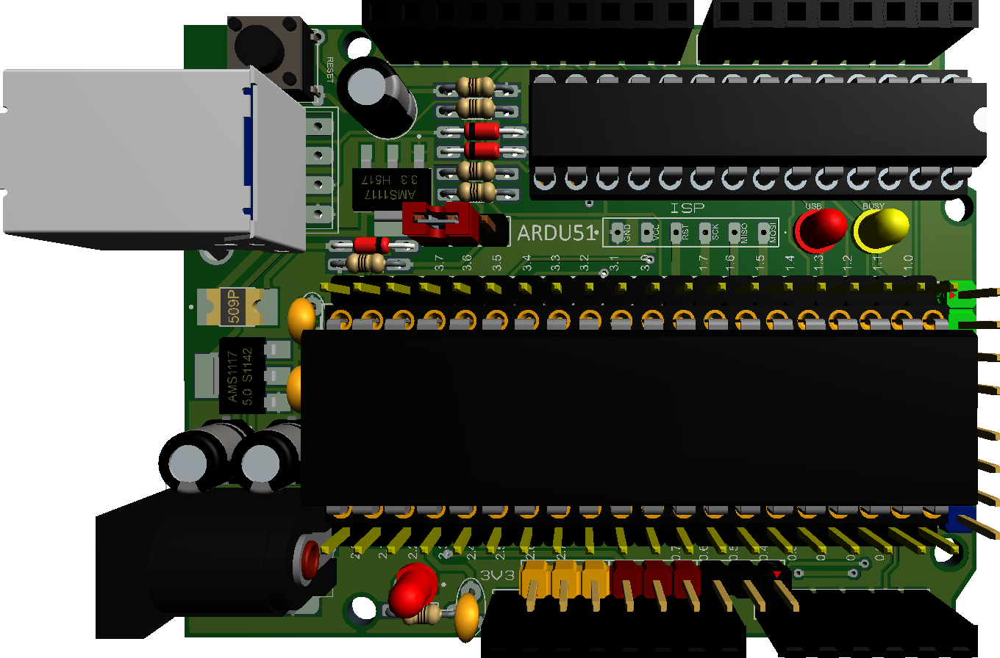 RESET
3.3 H517
AMS1117
ISP
USB
BUSY
ARDU51
GND
VCC
RST
SCK
MISO
MOSI
3.7
3.6
3.5
3.4
3.3
3.2
3.1
3.0
1.7
1.6
1.5
1.4
1.3
1.2
1.1
1.0
509P
AMS1117
5.0 S1142
2.4
3V3